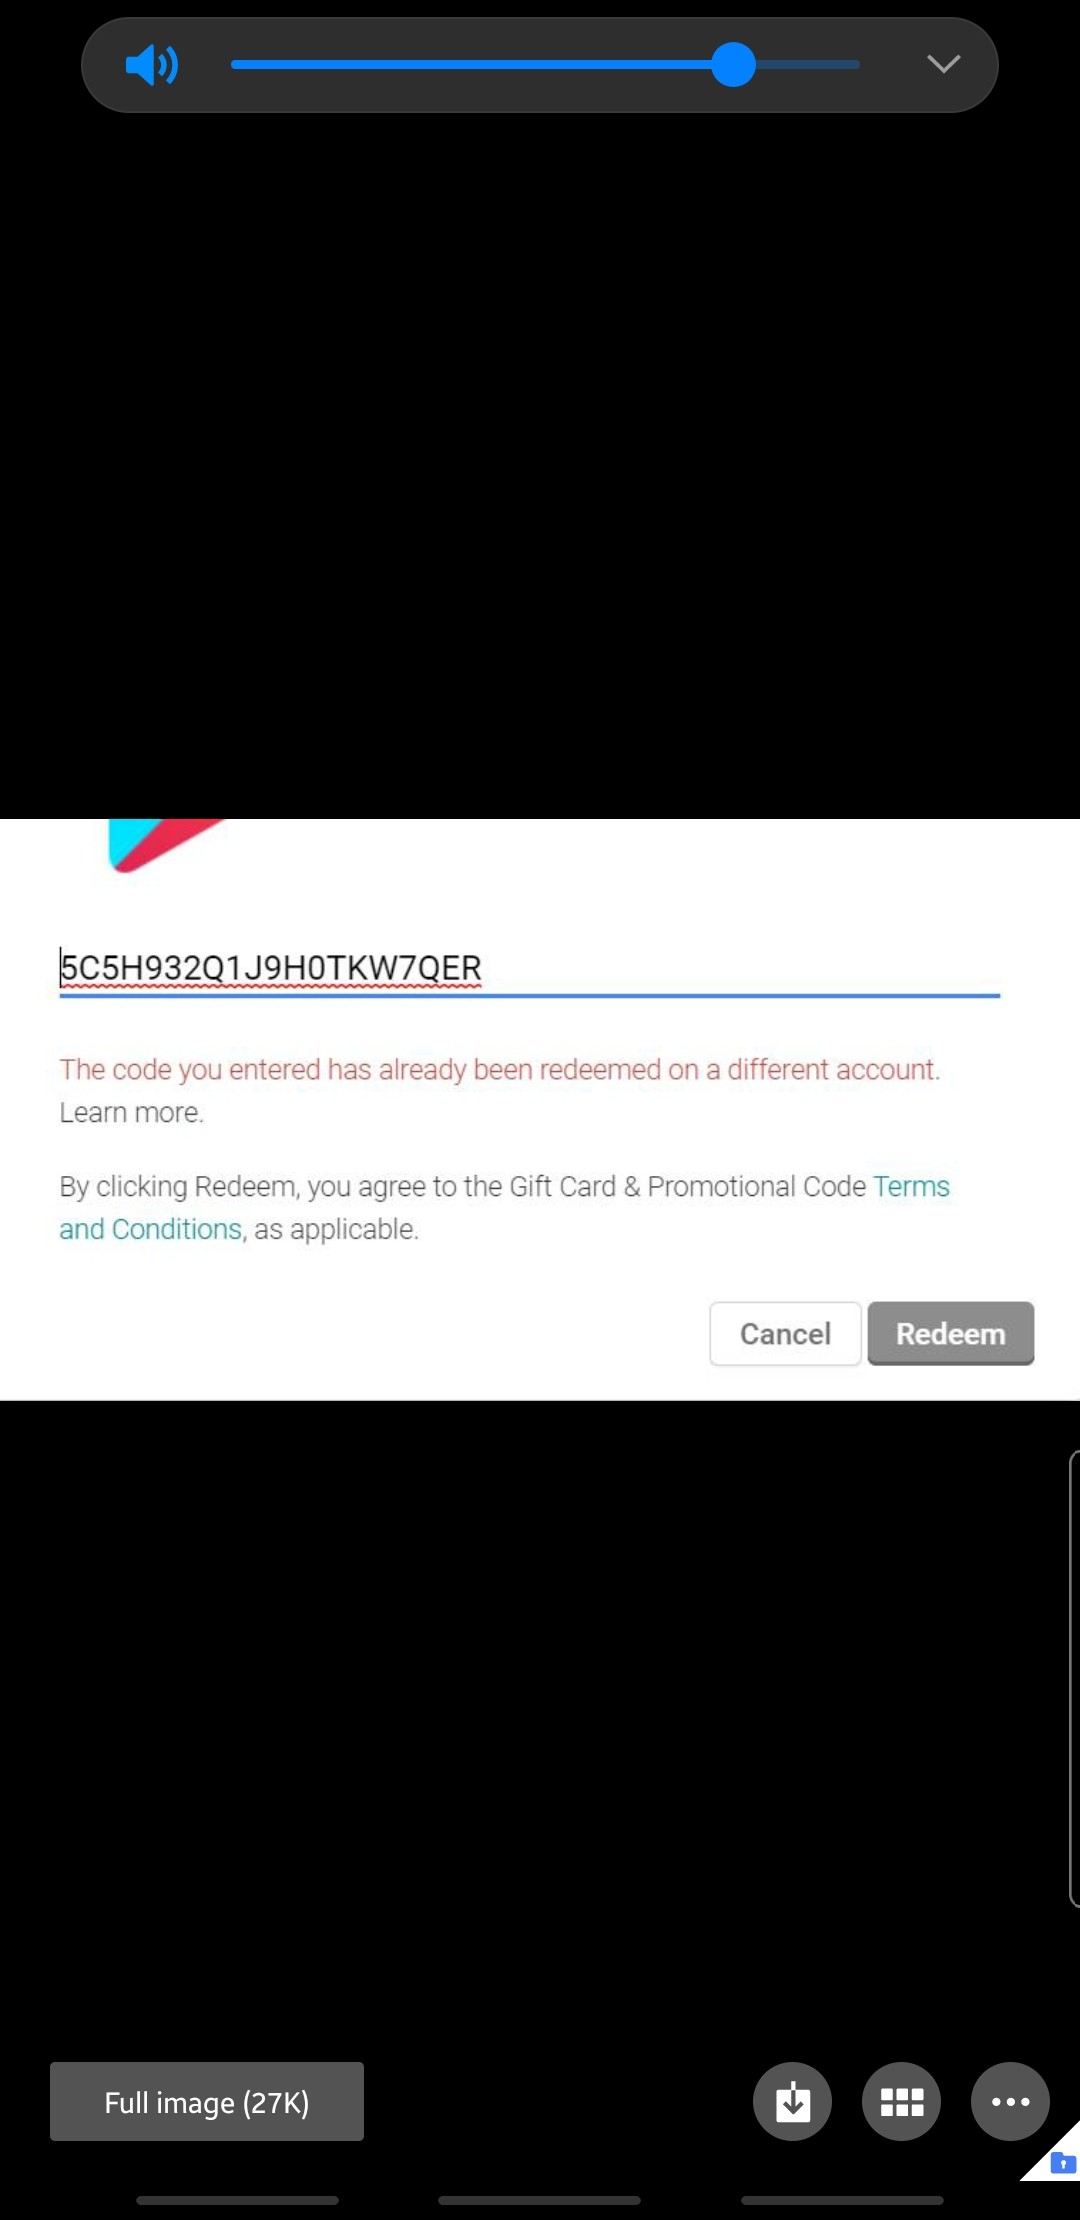 5C5H932Q1J9H0TKW7QER
The code you entered has already been redeemed on a different account.
Learn more.
By clicking Redeem, you agree to the Gift Card & Promotional Code Terms
and Conditions, as applicable.
Cancel Redeem
Full image (27K)